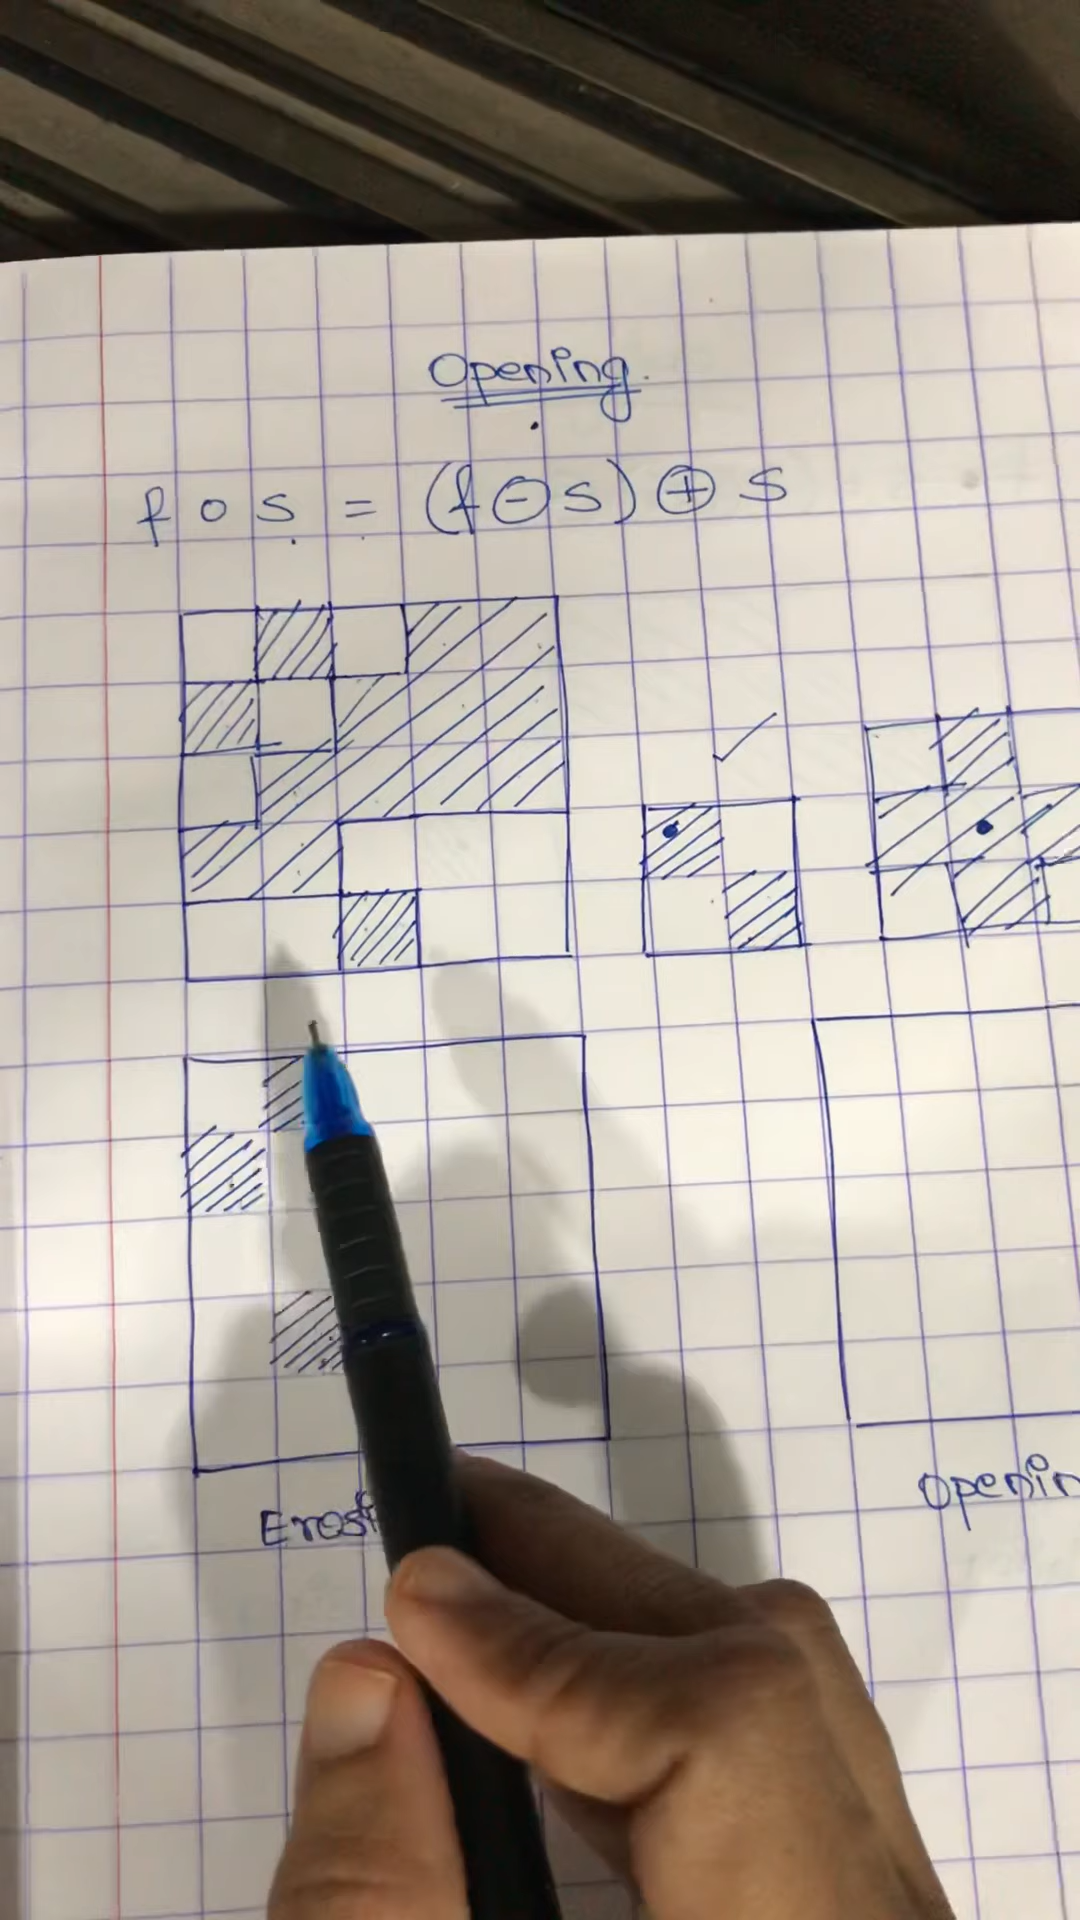 Opening.
f o s = (f ⊖ s) ⊕ s